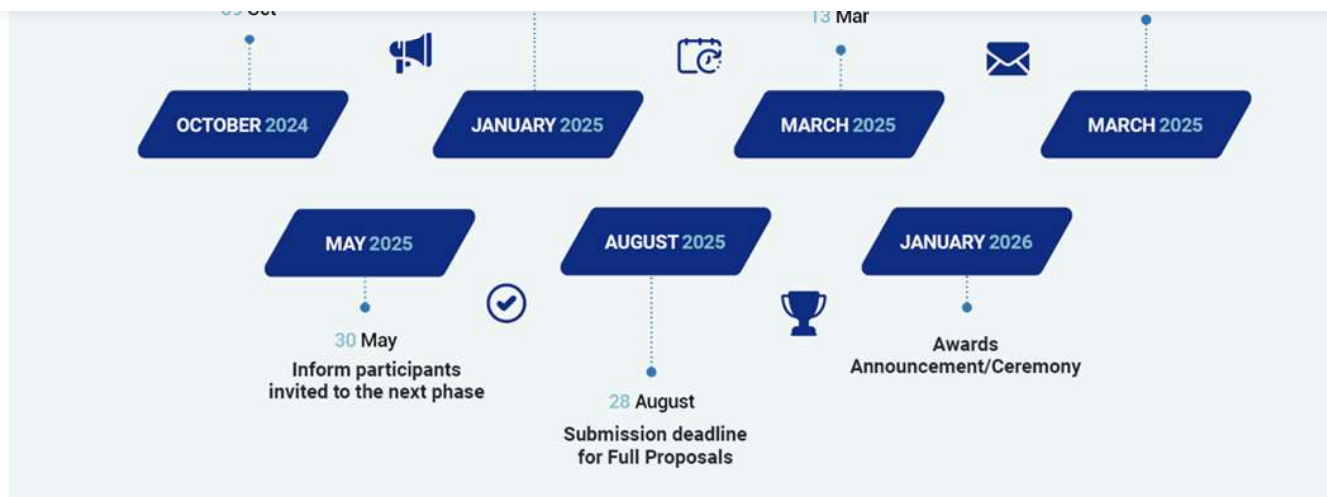 Oct
13 Mar
OCTOBER 2024
JANUARY 2025
MARCH 2025
MARCH 2025
MAY 2025
AUGUST 2025
JANUARY 2026
30 May
Inform participants
invited to the next phase
28 August
Submission deadline
for Full Proposals
Awards
Announcement/Ceremony